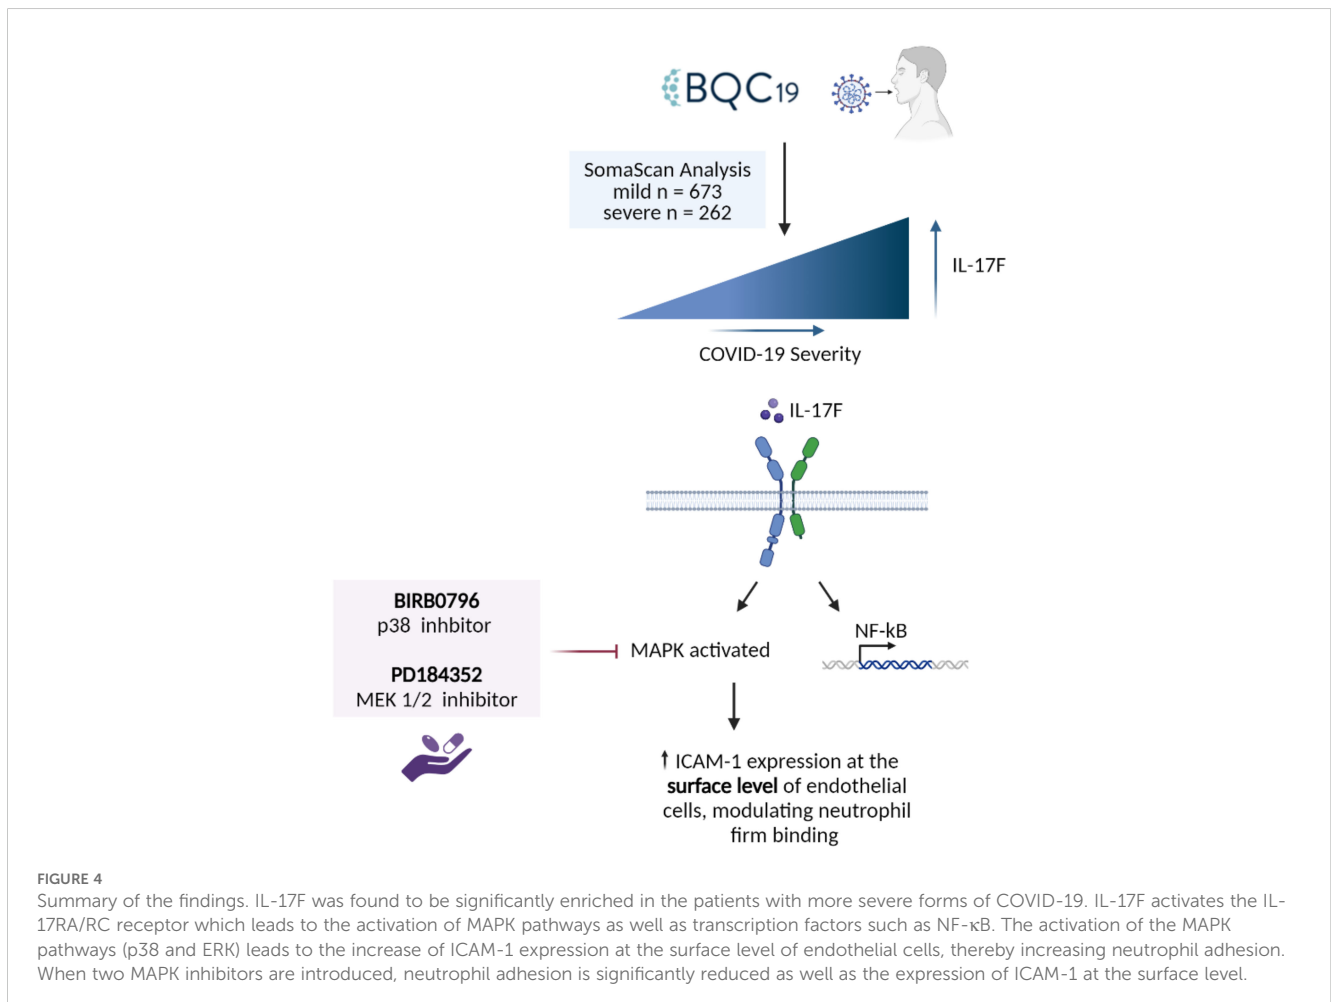 BQC19
SomaScan Analysis
mild n = 673
severe n = 262
IL-17F
COVID-19 Severity
IL-17F
BIRB0796
p38 inhbitor
PD184352
MEK 1/2 inhibitor
MAPK activated
NF-kB
↑ ICAM-1 expression at the
surface level of endothelial
cells, modulating neutrophil
firm binding
FIGURE 4
Summary of the findings. IL-17F was found to be significantly enriched in the patients with more severe forms of COVID-19. IL-17F activates the IL-
17RA/RC receptor which leads to the activation of MAPK pathways as well as transcription factors such as NF-κB. The activation of the MAPK
pathways (p38 and ERK) leads to the increase of ICAM-1 expression at the surface level of endothelial cells, thereby increasing neutrophil adhesion.
When two MAPK inhibitors are introduced, neutrophil adhesion is significantly reduced as well as the expression of ICAM-1 at the surface level.